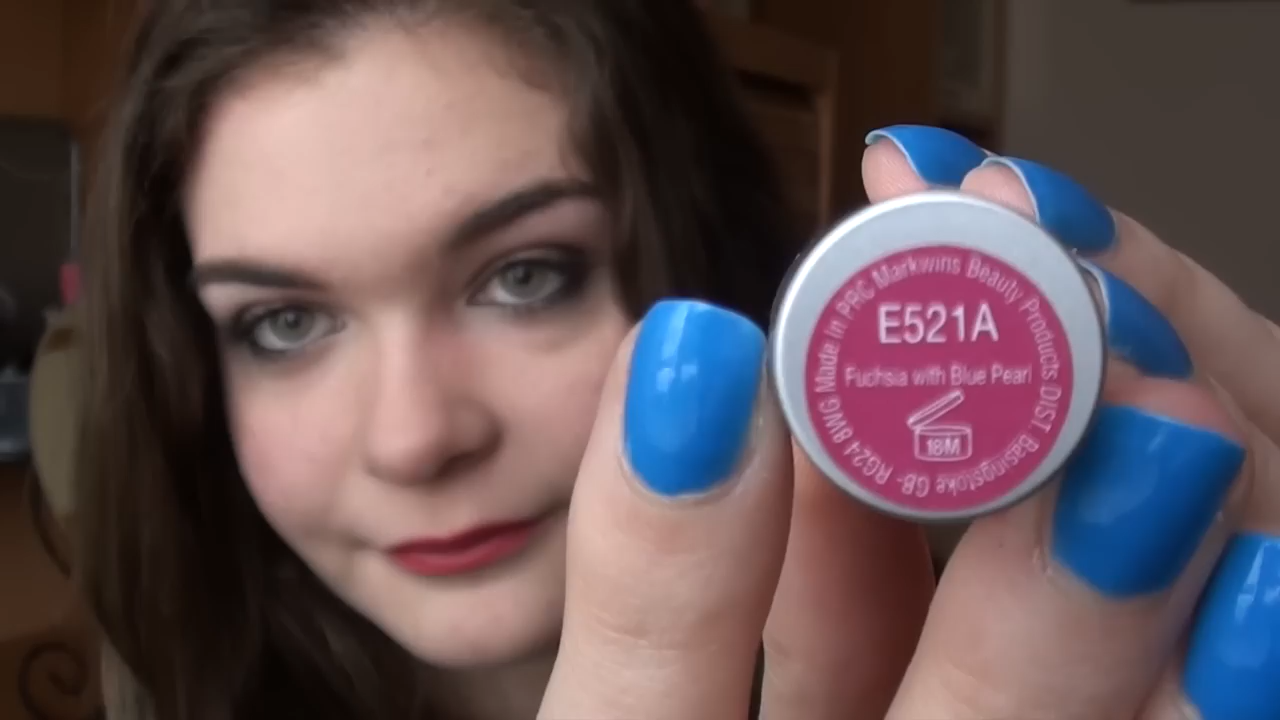 E521A
Fuchsia with Blue Pearl
18M
Made in PRC Markwins Beauty Products DIST. Basingstoke GB- RG24 8WG